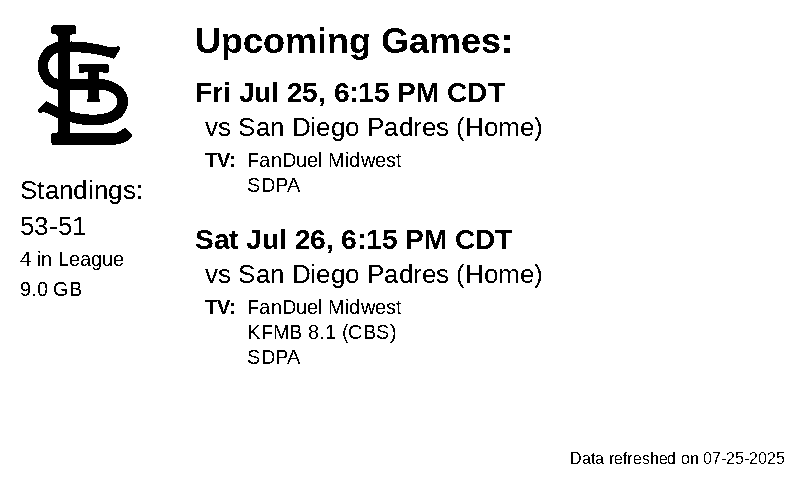 STL
Standings:
53-51
4 in League
9.0 GB
Upcoming Games:
Fri Jul 25, 6:15 PM CDT
vs San Diego Padres (Home)
TV: FanDuel Midwest
SDPA
Sat Jul 26, 6:15 PM CDT
vs San Diego Padres (Home)
TV: FanDuel Midwest
KFMB 8.1 (CBS)
SDPA
Data refreshed on 07-25-2025